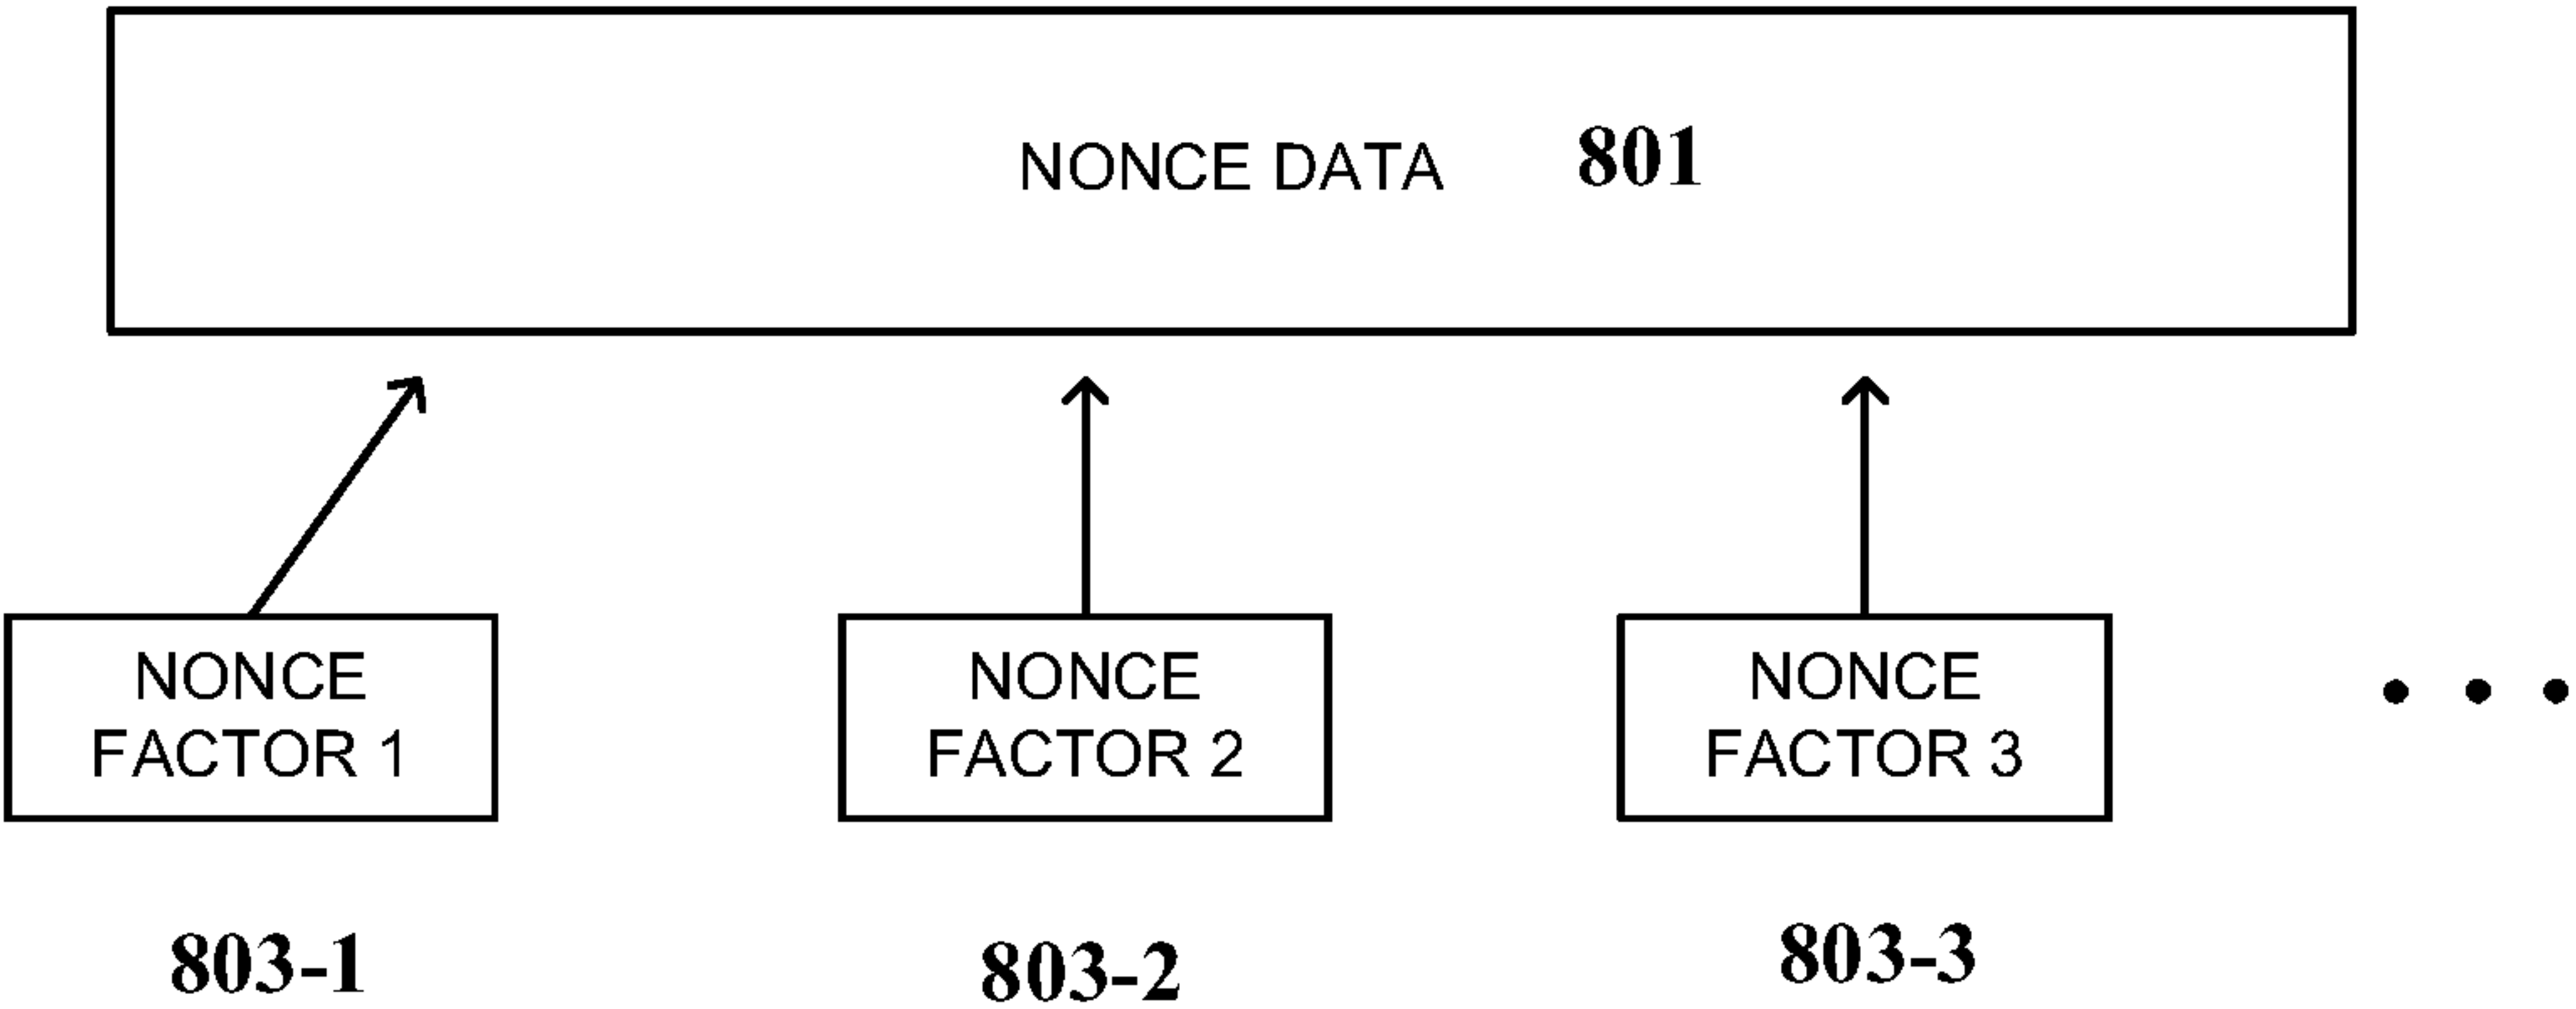 NONCE DATA 801
NONCE
FACTOR 1
NONCE
FACTOR 2
NONCE
FACTOR 3
• • •
803-1
803-2
803-3